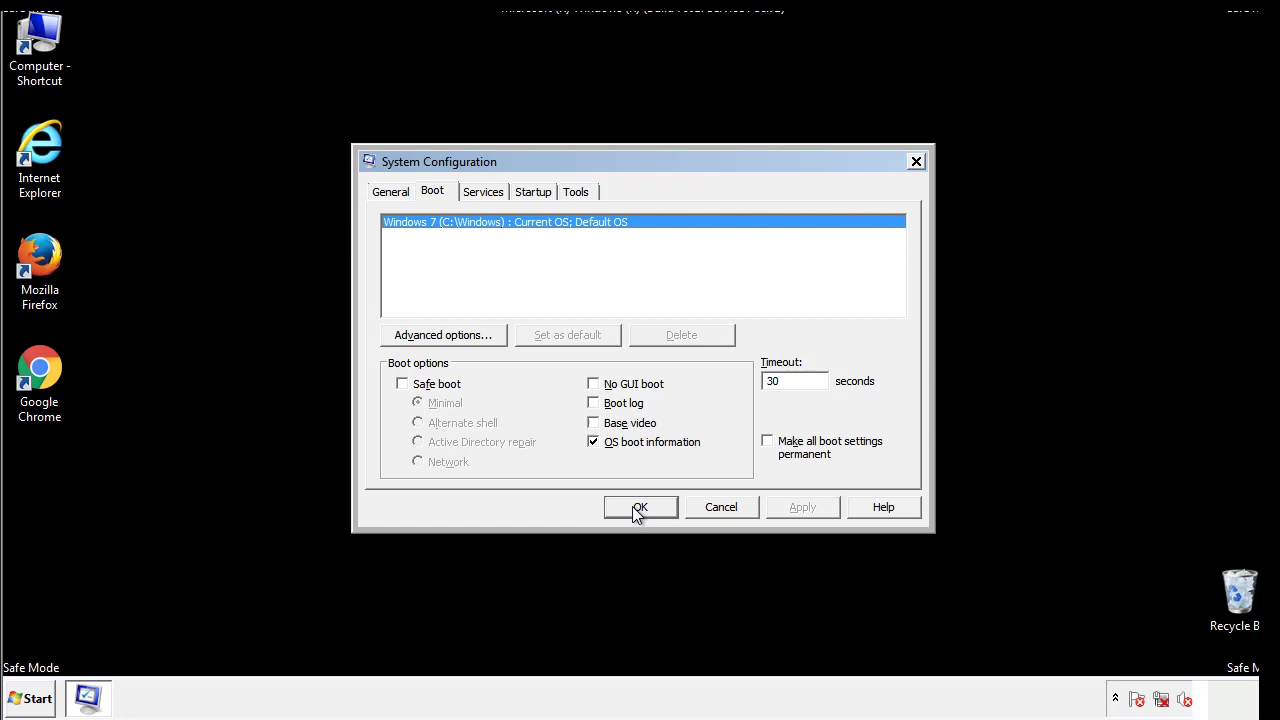 Computer -
Shortcut
Internet
Explorer
Mozilla
Firefox
Google
Chrome
System Configuration
General Boot Services Startup Tools
Windows 7 (C:\Windows) : Current OS; Default OS
Advanced options... Set as default Delete
Boot options
Safe boot
Minimal
Alternate shell
Active Directory repair
Network
No GUI boot
Boot log
Base video
OS boot information
Timeout:
30 seconds
Make all boot settings
permanent
OK Cancel Apply Help
Recycle B
Safe Mode
Safe M
Start